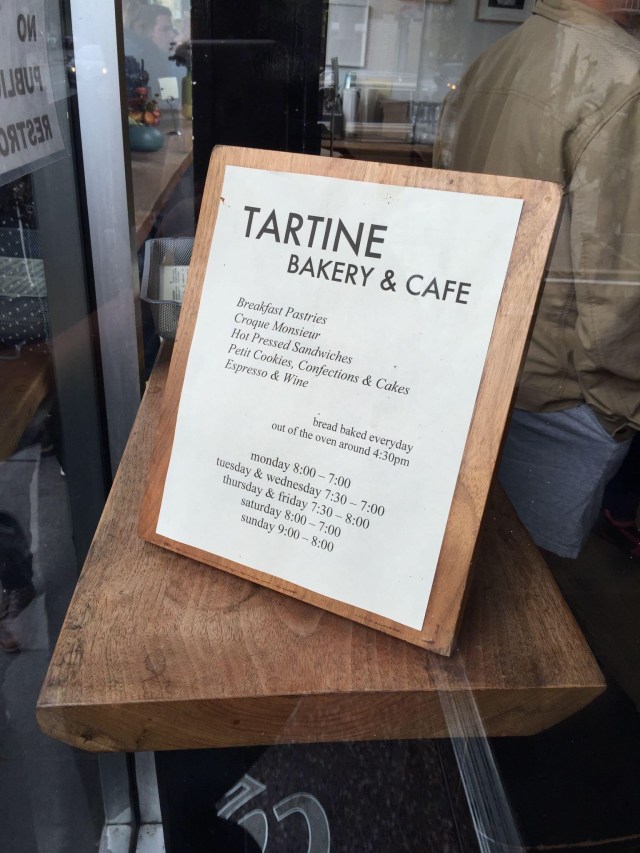 NO
PUBLIC
RESTRO
TARTINE
BAKERY & CAFE
Breakfast Pastries
Croque Monsieur
Hot Pressed Sandwiches
Petit Cookies, Confections & Cakes
Espresso & Wine
bread baked everyday
out of the oven around 4:30pm
monday 8:00 – 7:00
tuesday & wednesday 7:30 – 7:00
thursday & friday 7:30 – 8:00
saturday 8:00 – 7:00
sunday 9:00 – 8:00